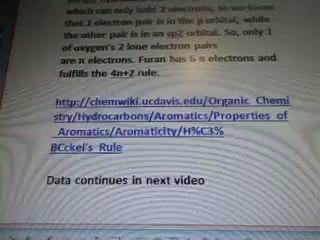 which can only hold 2 electrons, so we know
that 1 electron pair is in the p orbital, while
the other pair is in an sp2 orbital. So, only 1
of oxygen's 2 lone electron pairs
are π electrons. Furan has 6 π electrons and
fulfills the 4n+2 rule.
http://chemwiki.ucdavis.edu/Organic_Chemi
stry/Hydrocarbons/Aromatics/Properties_of
_Aromatics/Aromaticity/H%C3%
BCckel's_Rule
Data continues in next video